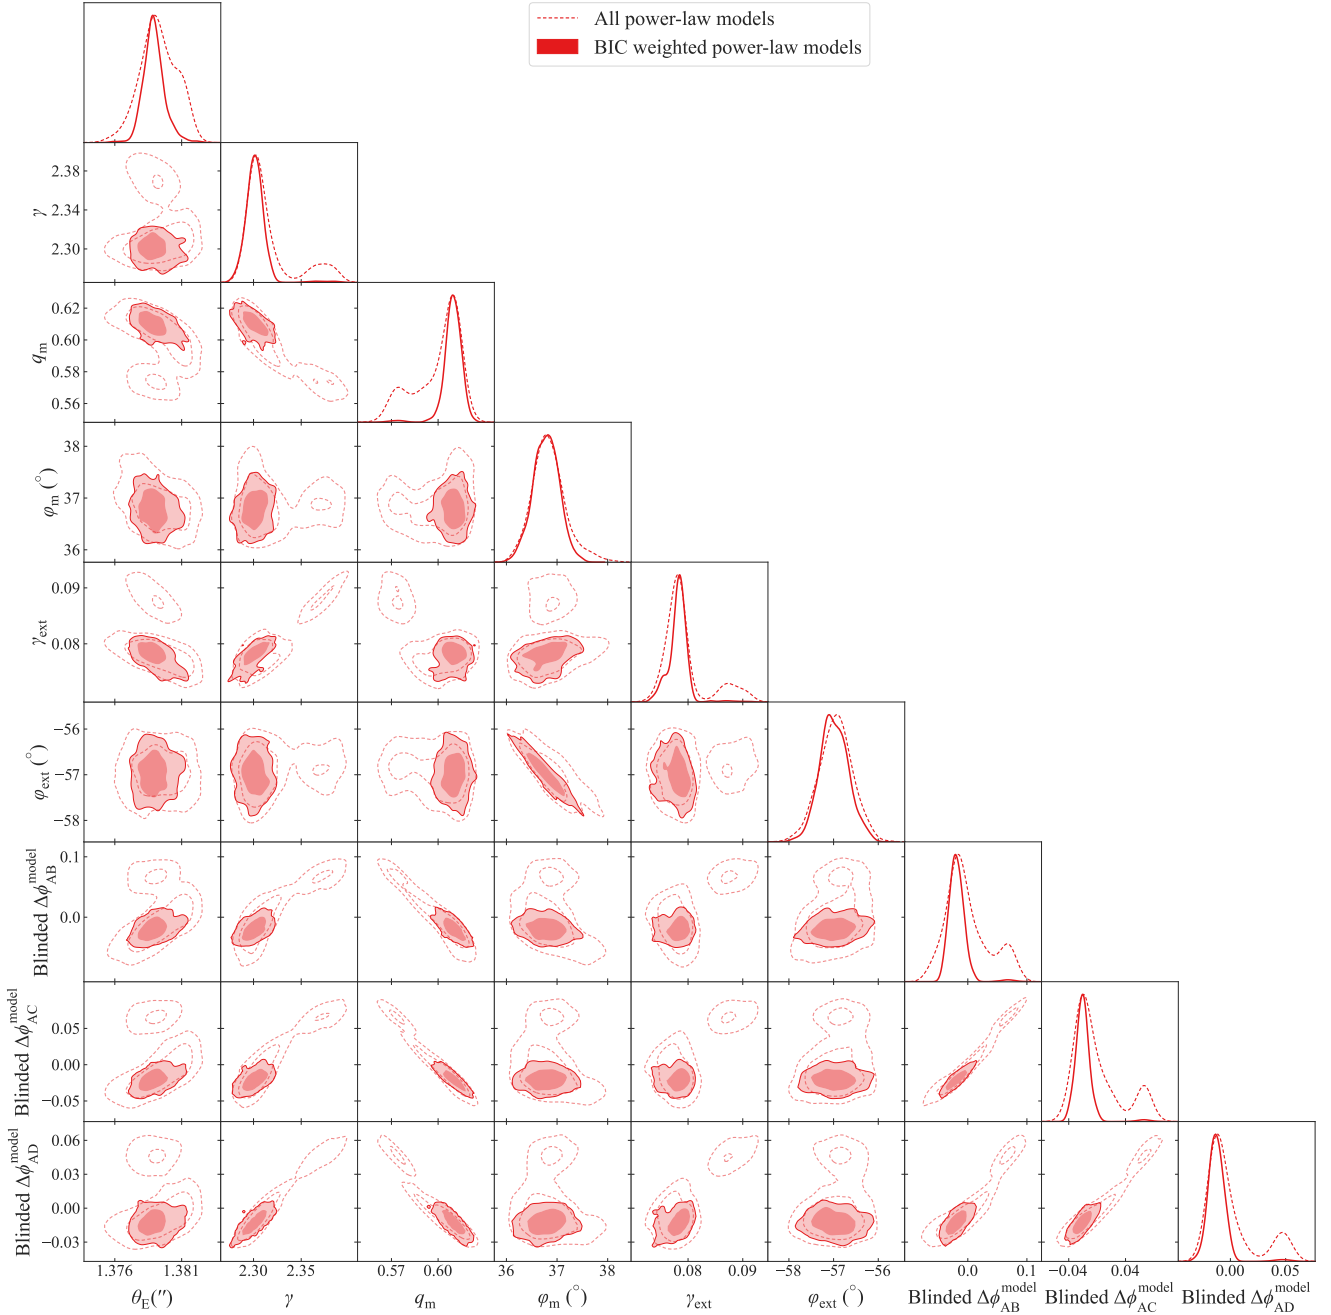 All power-law models
BIC weighted power-law models
γ
2.38
2.34
2.30
q_m
0.62
0.60
0.58
0.56
φ_m (°)
38
37
36
γ_ext
0.09
0.08
φ_ext (°)
−56
−57
−58
Blinded Δϕ_AB^model
0.1
0.0
Blinded Δϕ_AC^model
0.05
0.00
−0.05
Blinded Δϕ_AD^model
0.06
0.03
0.00
−0.03
1.376 1.381 2.30 2.35 0.57 0.60 36 37 38 0.08 0.09 −58 −56 0.0 0.1 −0.04 0.04 0.00 0.05
θ_E(″) γ q_m φ_m (°) γ_ext φ_ext (°) Blinded Δϕ_AB^model Blinded Δϕ_AC^model Blinded Δϕ_AD^model